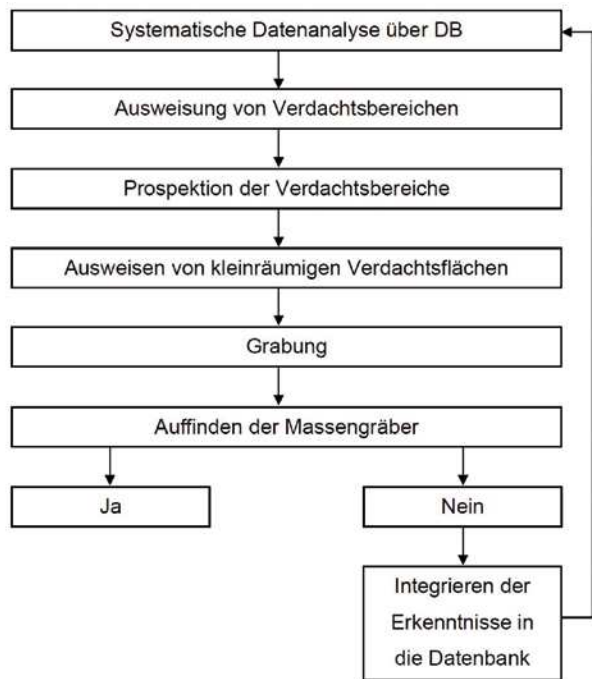 Systematische Datenanalyse über DB
Ausweisung von Verdachtsbereichen
Prospektion der Verdachtsbereiche
Ausweisen von kleinräumigen Verdachtsflächen
Grabung
Auffinden der Massengräber
Ja
Nein
Integrieren der
Erkenntnisse in
die Datenbank